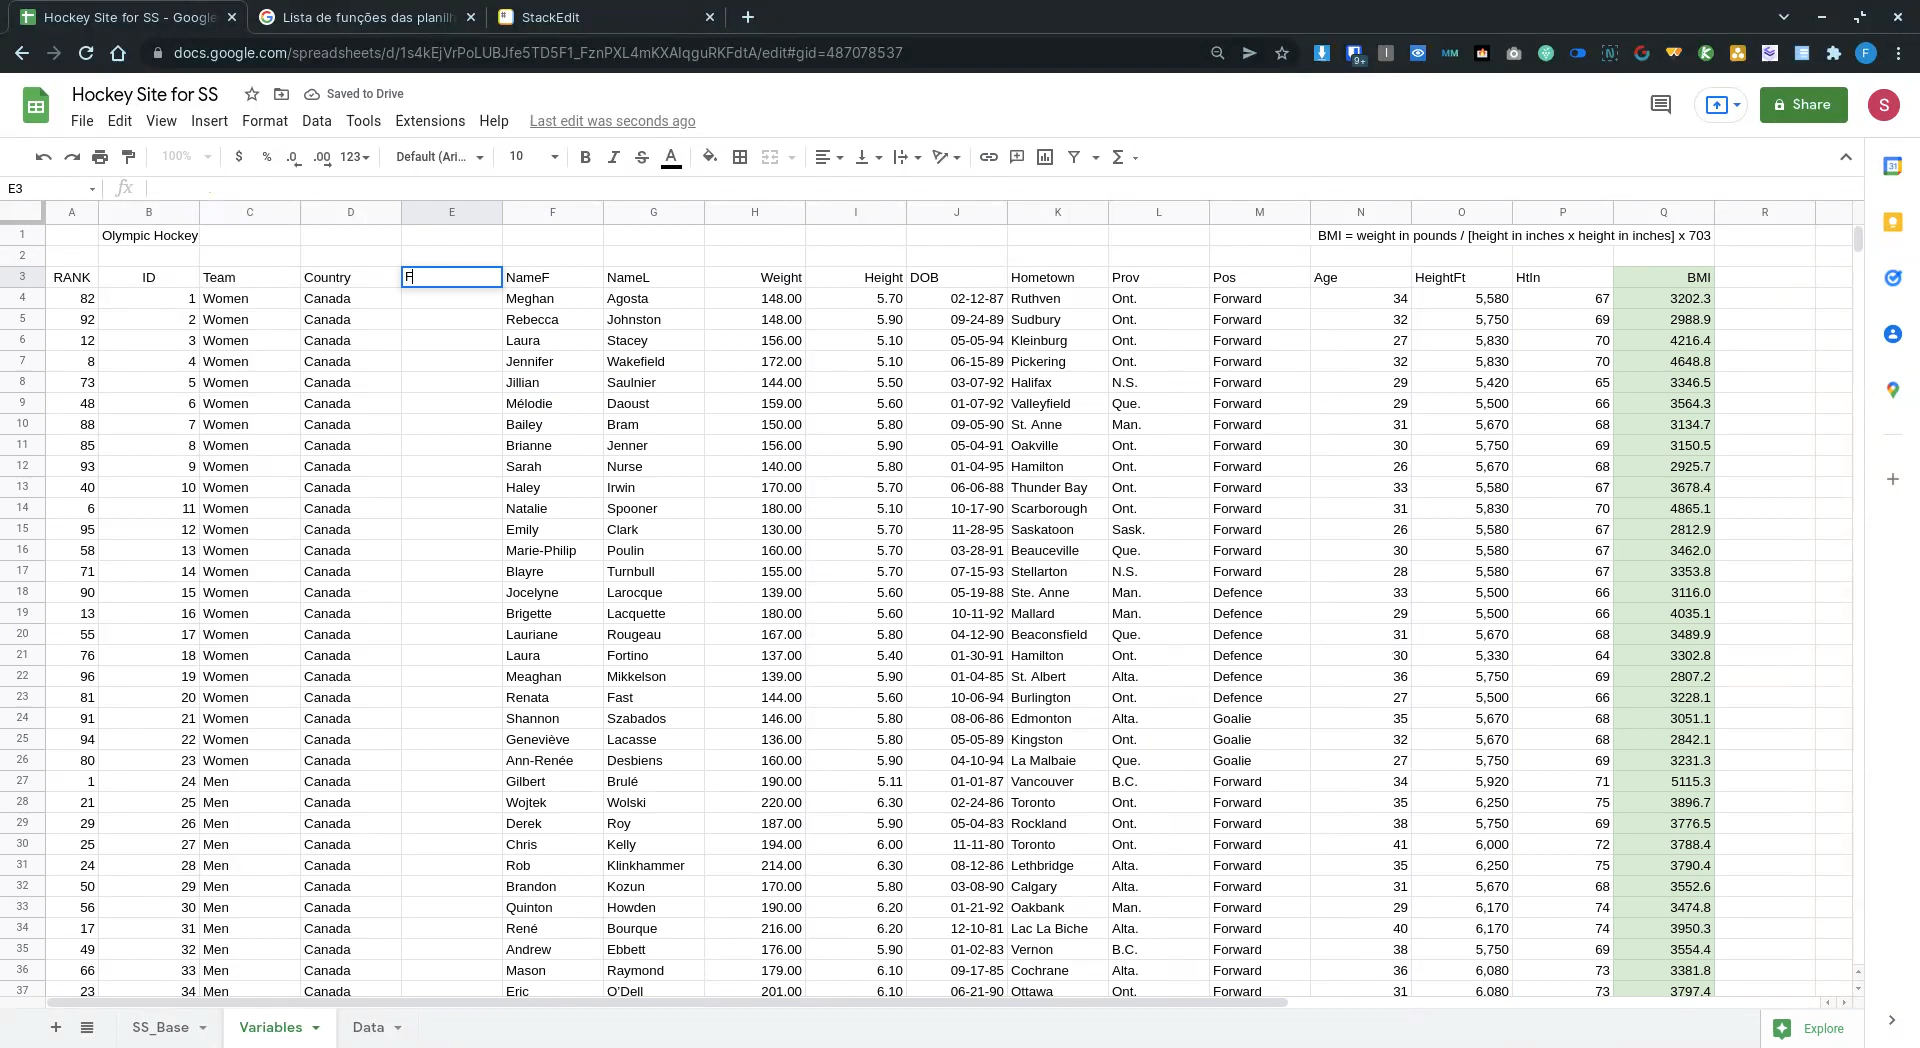 Hockey Site for SS - Google
Lista de funções das planilh
StackEdit
docs.google.com/spreadsheets/d/1s4kEjVrPoLUBJfe5TD5F1_FznPXL4mKXAIqguRKFdtA/edit#gid=487078537
Hockey Site for SS
Saved to Drive
Share
S
File Edit View Insert Format Data Tools Extensions Help Last edit was seconds ago
100% $ % .0 .00 123 Default (Ari... 10 B I S A
E3 fx
A B C D E F G H I J K L M N O P Q R
1 Olympic Hockey BMI = weight in pounds / [height in inches x height in inches] x 703
2
3 RANK ID Team Country F NameF NameL Weight Height DOB Hometown Prov Pos Age HeightFt HtIn BMI
4 82 1 Women Canada Meghan Agosta 148.00 5.70 02-12-87 Ruthven Ont. Forward 34 5,580 67 3202.3
5 92 2 Women Canada Rebecca Johnston 148.00 5.90 09-24-89 Sudbury Ont. Forward 32 5,750 69 2988.9
6 12 3 Women Canada Laura Stacey 156.00 5.10 05-05-94 Kleinburg Ont. Forward 27 5,830 70 4216.4
7 8 4 Women Canada Jennifer Wakefield 172.00 5.10 06-15-89 Pickering Ont. Forward 32 5,830 70 4648.8
8 73 5 Women Canada Jillian Saulnier 144.00 5.50 03-07-92 Halifax N.S. Forward 29 5,420 65 3346.5
9 48 6 Women Canada Mélodie Daoust 159.00 5.60 01-07-92 Valleyfield Que. Forward 29 5,500 66 3564.3
10 88 7 Women Canada Bailey Bram 150.00 5.80 09-05-90 St. Anne Man. Forward 31 5,670 68 3134.7
11 85 8 Women Canada Brianne Jenner 156.00 5.90 05-04-91 Oakville Ont. Forward 30 5,750 69 3150.5
12 93 9 Women Canada Sarah Nurse 140.00 5.80 01-04-95 Hamilton Ont. Forward 26 5,670 68 2925.7
13 40 10 Women Canada Haley Irwin 170.00 5.70 06-06-88 Thunder Bay Ont. Forward 33 5,580 67 3678.4
14 6 11 Women Canada Natalie Spooner 180.00 5.10 10-17-90 Scarborough Ont. Forward 31 5,830 70 4865.1
15 95 12 Women Canada Emily Clark 130.00 5.70 11-28-95 Saskatoon Sask. Forward 26 5,580 67 2812.9
16 58 13 Women Canada Marie-Philip Poulin 160.00 5.70 03-28-91 Beauceville Que. Forward 30 5,580 67 3462.0
17 71 14 Women Canada Blayre Turnbull 155.00 5.70 07-15-93 Stellarton N.S. Forward 28 5,580 67 3353.8
18 90 15 Women Canada Jocelyne Larocque 139.00 5.60 05-19-88 Ste. Anne Man. Defence 33 5,500 66 3116.0
19 13 16 Women Canada Brigette Lacquette 180.00 5.60 10-11-92 Mallard Man. Defence 29 5,500 66 4035.1
20 55 17 Women Canada Lauriane Rougeau 167.00 5.80 04-12-90 Beaconsfield Que. Defence 31 5,670 68 3489.9
21 76 18 Women Canada Laura Fortino 137.00 5.40 01-30-91 Hamilton Ont. Defence 30 5,330 64 3302.8
22 96 19 Women Canada Meaghan Mikkelson 139.00 5.90 01-04-85 St. Albert Alta. Defence 36 5,750 69 2807.2
23 81 20 Women Canada Renata Fast 144.00 5.60 10-06-94 Burlington Ont. Defence 27 5,500 66 3228.1
24 91 21 Women Canada Shannon Szabados 146.00 5.80 08-06-86 Edmonton Alta. Goalie 35 5,670 68 3051.1
25 94 22 Women Canada Geneviève Lacasse 136.00 5.80 05-05-89 Kingston Ont. Goalie 32 5,670 68 2842.1
26 80 23 Women Canada Ann-Renée Desbiens 160.00 5.90 04-10-94 La Malbaie Que. Goalie 27 5,750 69 3231.3
27 1 24 Men Canada Gilbert Brulé 190.00 5.11 01-01-87 Vancouver B.C. Forward 34 5,920 71 5115.3
28 21 25 Men Canada Wojtek Wolski 220.00 6.30 02-24-86 Toronto Ont. Forward 35 6,250 75 3896.7
29 29 26 Men Canada Derek Roy 187.00 5.90 05-04-83 Rockland Ont. Forward 38 5,750 69 3776.5
30 25 27 Men Canada Chris Kelly 194.00 6.00 11-11-80 Toronto Ont. Forward 41 6,000 72 3788.4
31 24 28 Men Canada Rob Klinkhammer 214.00 6.30 08-12-86 Lethbridge Alta. Forward 35 6,250 75 3790.4
32 50 29 Men Canada Brandon Kozun 170.00 5.80 03-08-90 Calgary Alta. Forward 31 5,670 68 3552.6
33 56 30 Men Canada Quinton Howden 190.00 6.20 01-21-92 Oakbank Man. Forward 29 6,170 74 3474.8
34 17 31 Men Canada René Bourque 216.00 6.20 12-10-81 Lac La Biche Alta. Forward 40 6,170 74 3950.3
35 49 32 Men Canada Andrew Ebbett 176.00 5.90 01-02-83 Vernon B.C. Forward 38 5,750 69 3554.4
36 66 33 Men Canada Mason Raymond 179.00 6.10 09-17-85 Cochrane Alta. Forward 36 6,080 73 3381.8
37 23 34 Men Canada Eric O'Dell 201.00 6.10 06-21-90 Ottawa Ont. Forward 31 6,080 73 3797.4
SS_Base Variables Data Explore